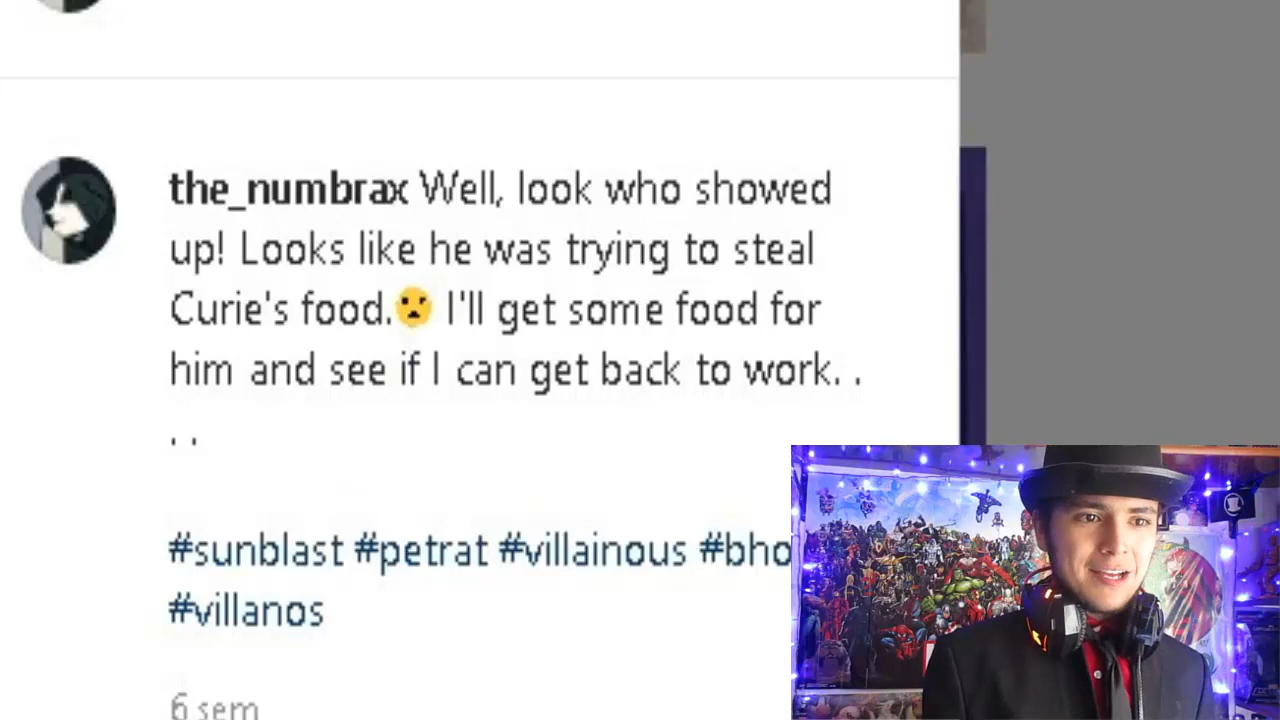 the_numbrax Well, look who showed
up! Looks like he was trying to steal
Curie's food.😮 I'll get some food for
him and see if I can get back to work. .
. .
#sunblast #petrat #villainous #bho
#villanos
6 sem